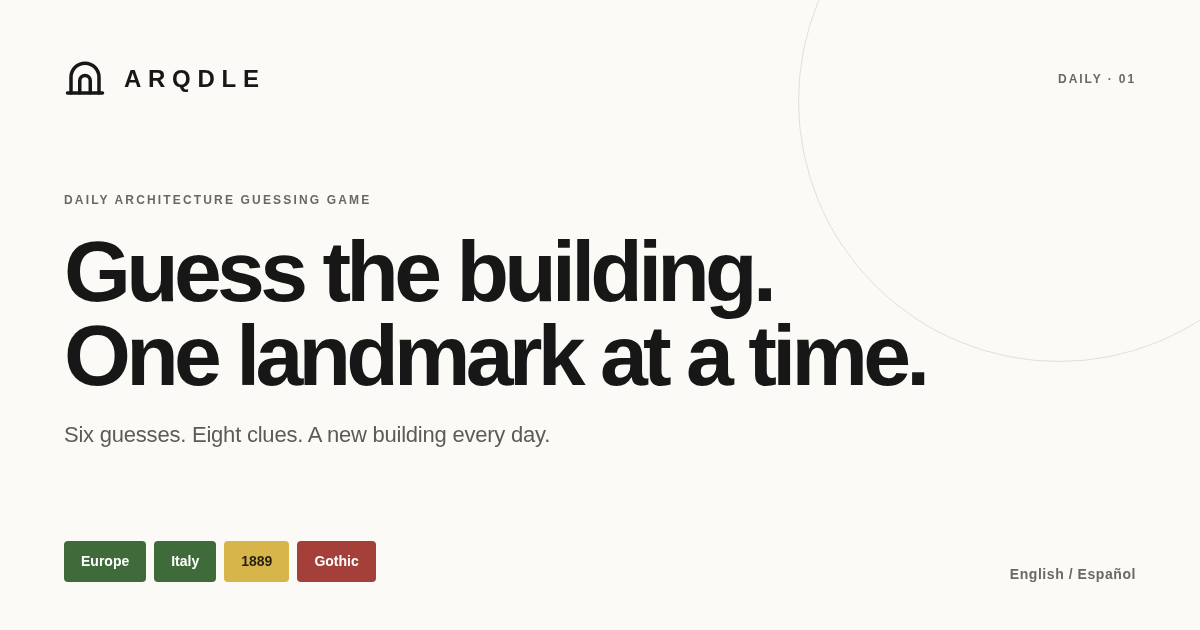 ARQDLE
DAILY · 01
DAILY ARCHITECTURE GUESSING GAME
Guess the building.
One landmark at a time.
Six guesses. Eight clues. A new building every day.
Europe Italy 1889 Gothic
English / Español